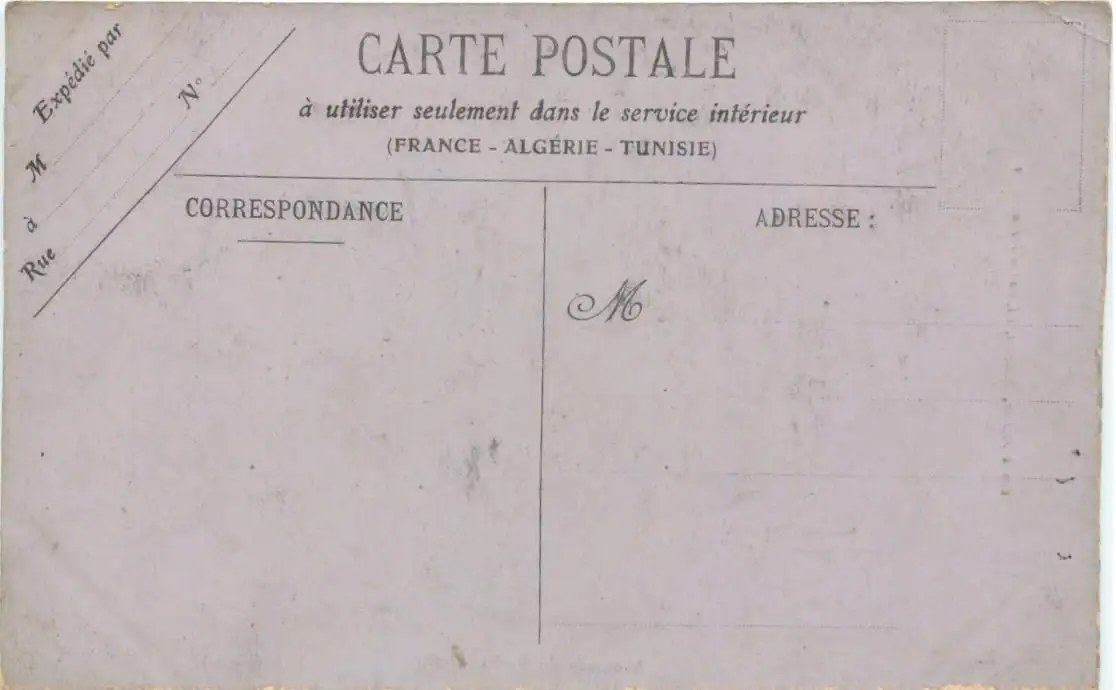 Expédié par
M
N°
à
Rue
CARTE POSTALE
à utiliser seulement dans le service intérieur
(FRANCE - ALGÉRIE - TUNISIE)
CORRESPONDANCE
ADRESSE :
M